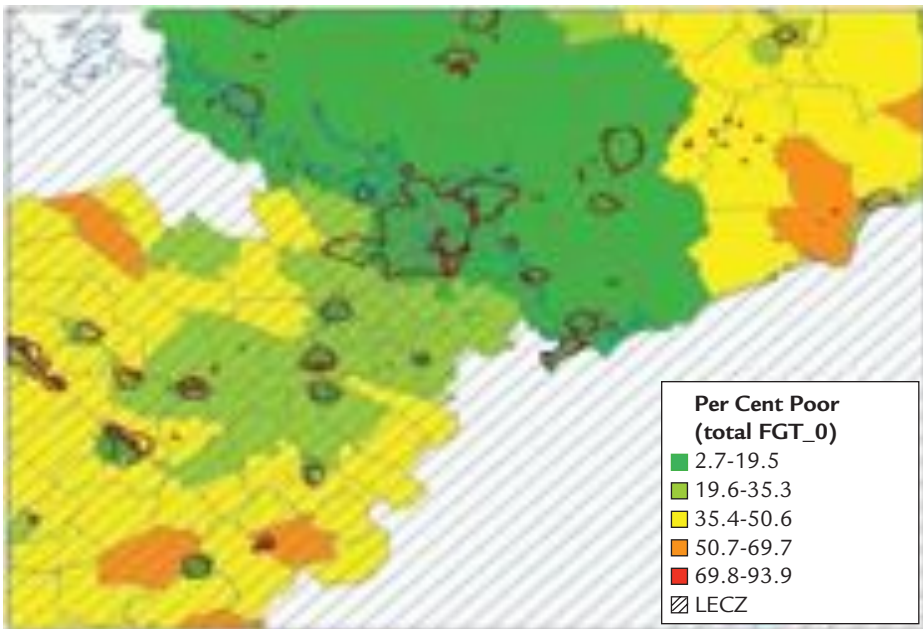 Per Cent Poor
(total FGT_0)
2.7-19.5
19.6-35.3
35.4-50.6
50.7-69.7
69.8-93.9
LECZ